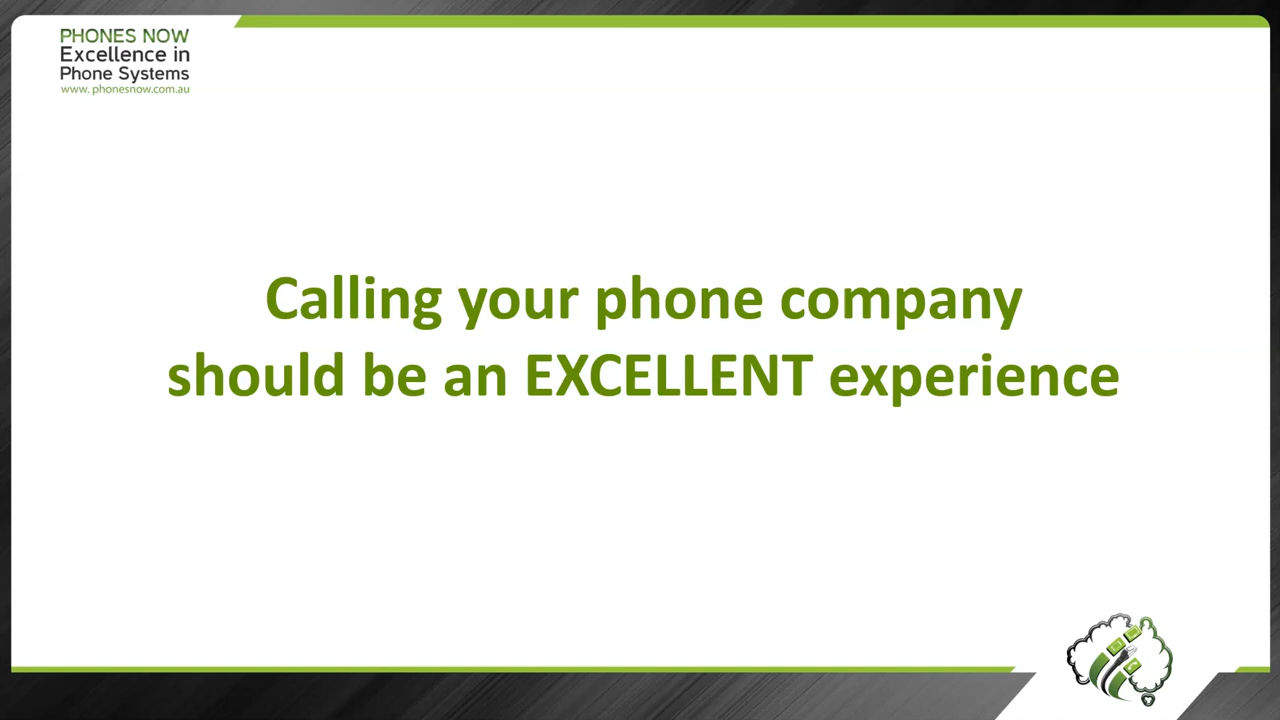 PHONES NOW
Excellence in
Phone Systems
www. phonesnow.com.au
Calling your phone company
should be an EXCELLENT experience